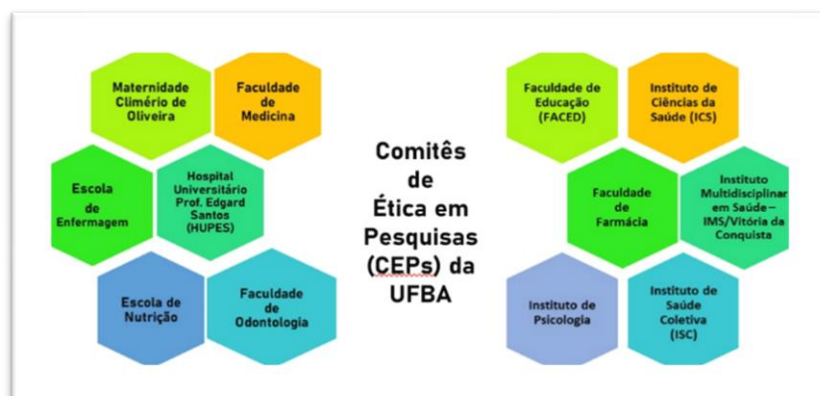 Maternidade
Climério de
Oliveira
Faculdade
de
Medicina
Escola
de
Enfermagem
Hospital
Universitário
Prof. Edgard
Santos
(HUPES)
Escola de
Nutrição
Faculdade
de
Odontologia
Comitês
de
Ética em
Pesquisas
(CEPs) da
UFBA
Faculdade de
Educação
(FACED)
Instituto de
Ciências da
Saúde (ICS)
Faculdade
de
Farmácia
Instituto
Multidisciplinar
em Saúde–
IMS/Vitória da
Conquista
Instituto de
Psicologia
Instituto de
Saúde
Coletiva
(ISC)